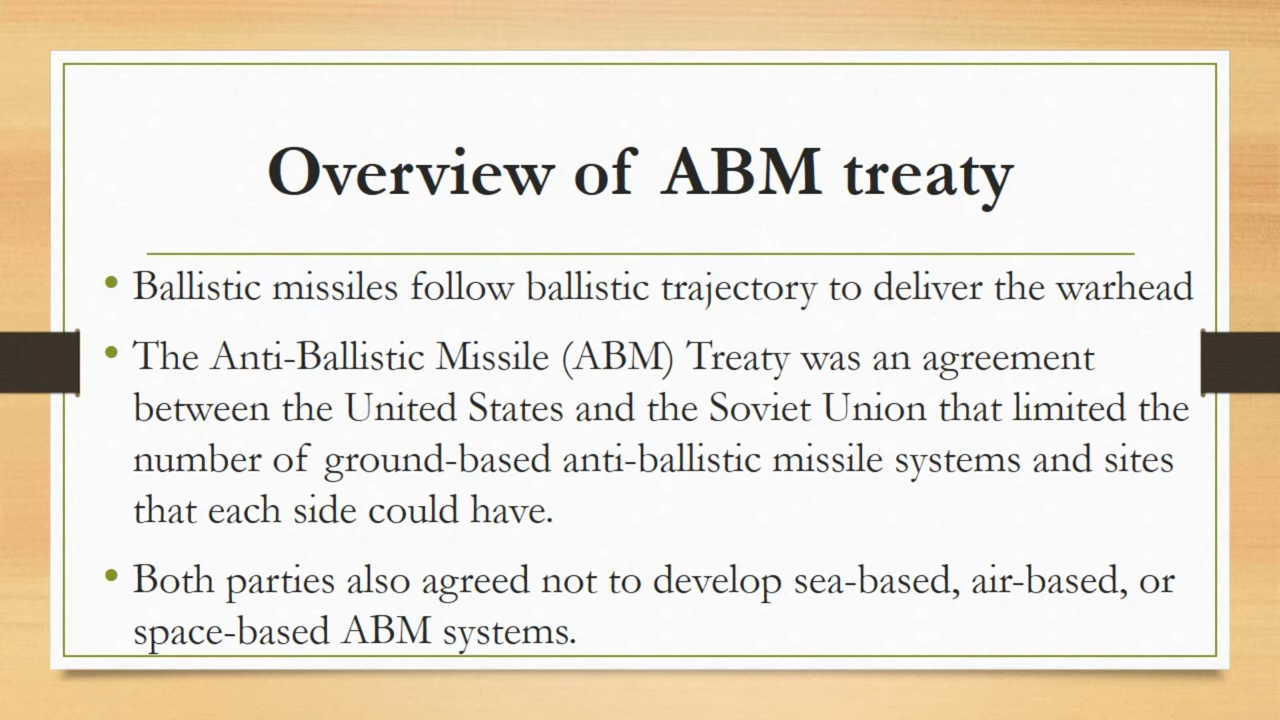 Overview of ABM treaty
• Ballistic missiles follow ballistic trajectory to deliver the warhead
• The Anti-Ballistic Missile (ABM) Treaty was an agreement
between the United States and the Soviet Union that limited the
number of ground-based anti-ballistic missile systems and sites
that each side could have.
• Both parties also agreed not to develop sea-based, air-based, or
space-based ABM systems.